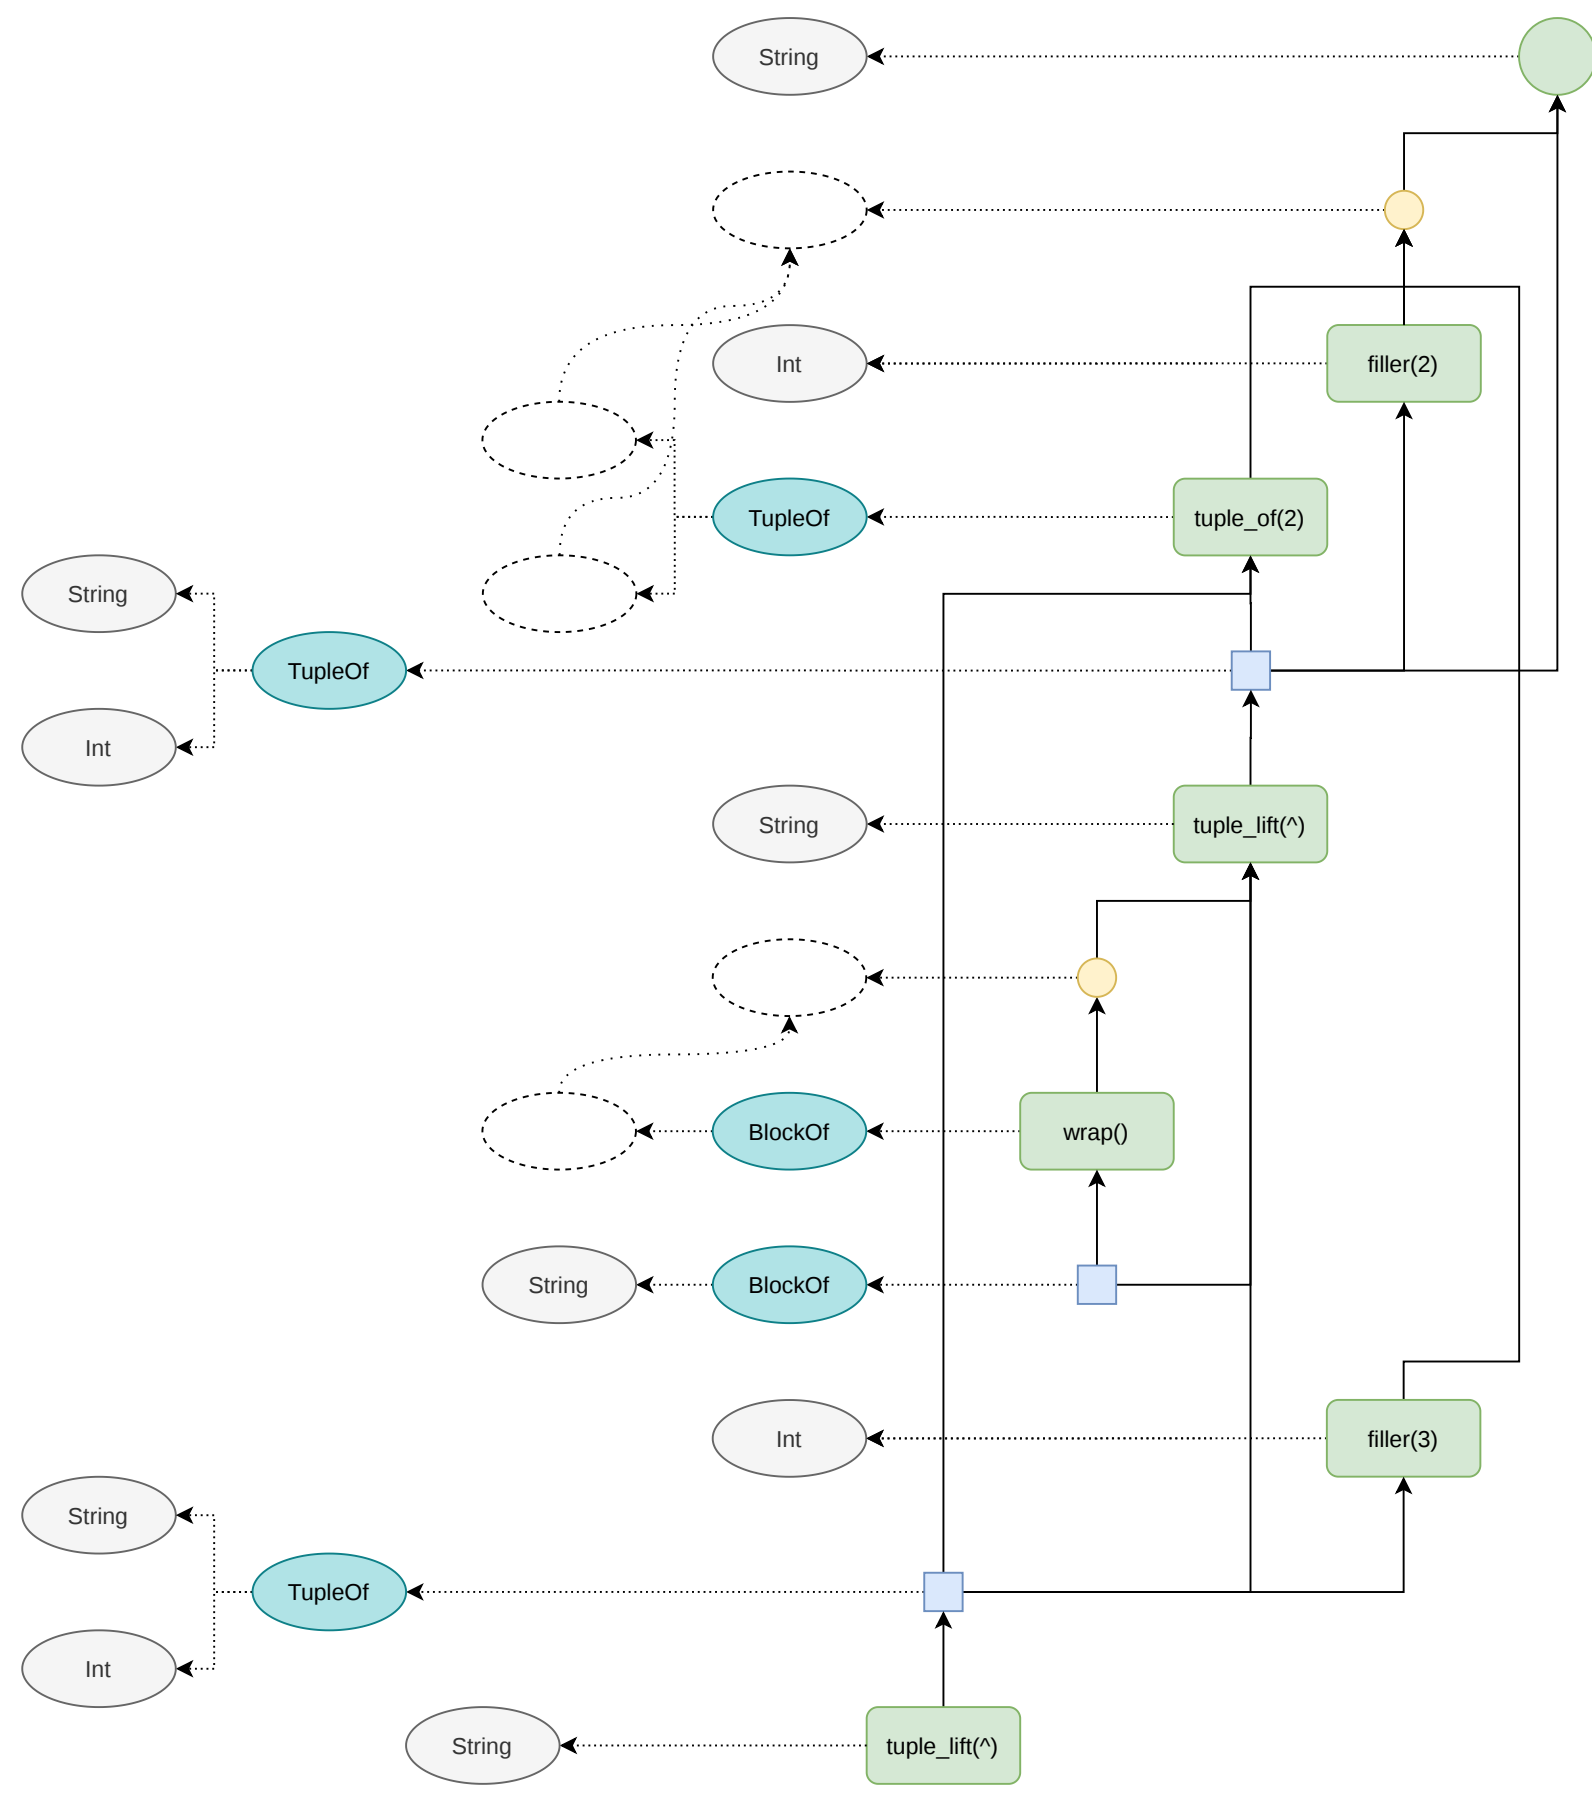 String
Int
filler(2)
TupleOf
tuple_of(2)
String
TupleOf
Int
String
tuple_lift(^)
BlockOf
wrap()
String
BlockOf
Int
filler(3)
String
TupleOf
Int
String
tuple_lift(^)